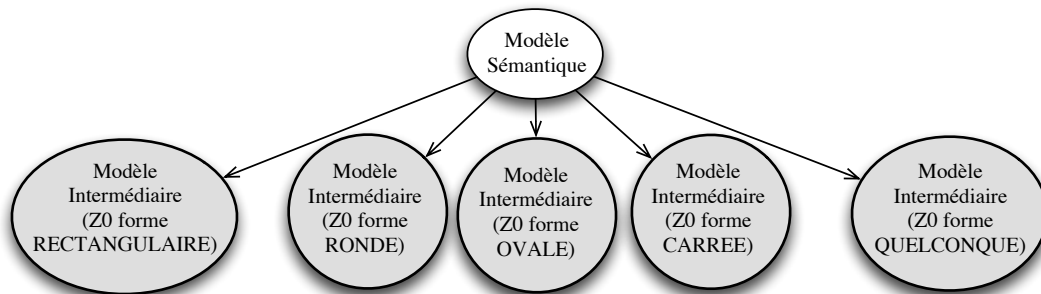 Modèle
Sémantique
Modèle
Intermédiaire
(Z0 forme
RECTANGULAIRE)
Modèle
Intermédiaire
(Z0 forme
RONDE)
Modèle
Intermédiaire
(Z0 forme
OVALE)
Modèle
Intermédiaire
(Z0 forme
CARREE)
Modèle
Intermédiaire
(Z0 forme
QUELCONQUE)